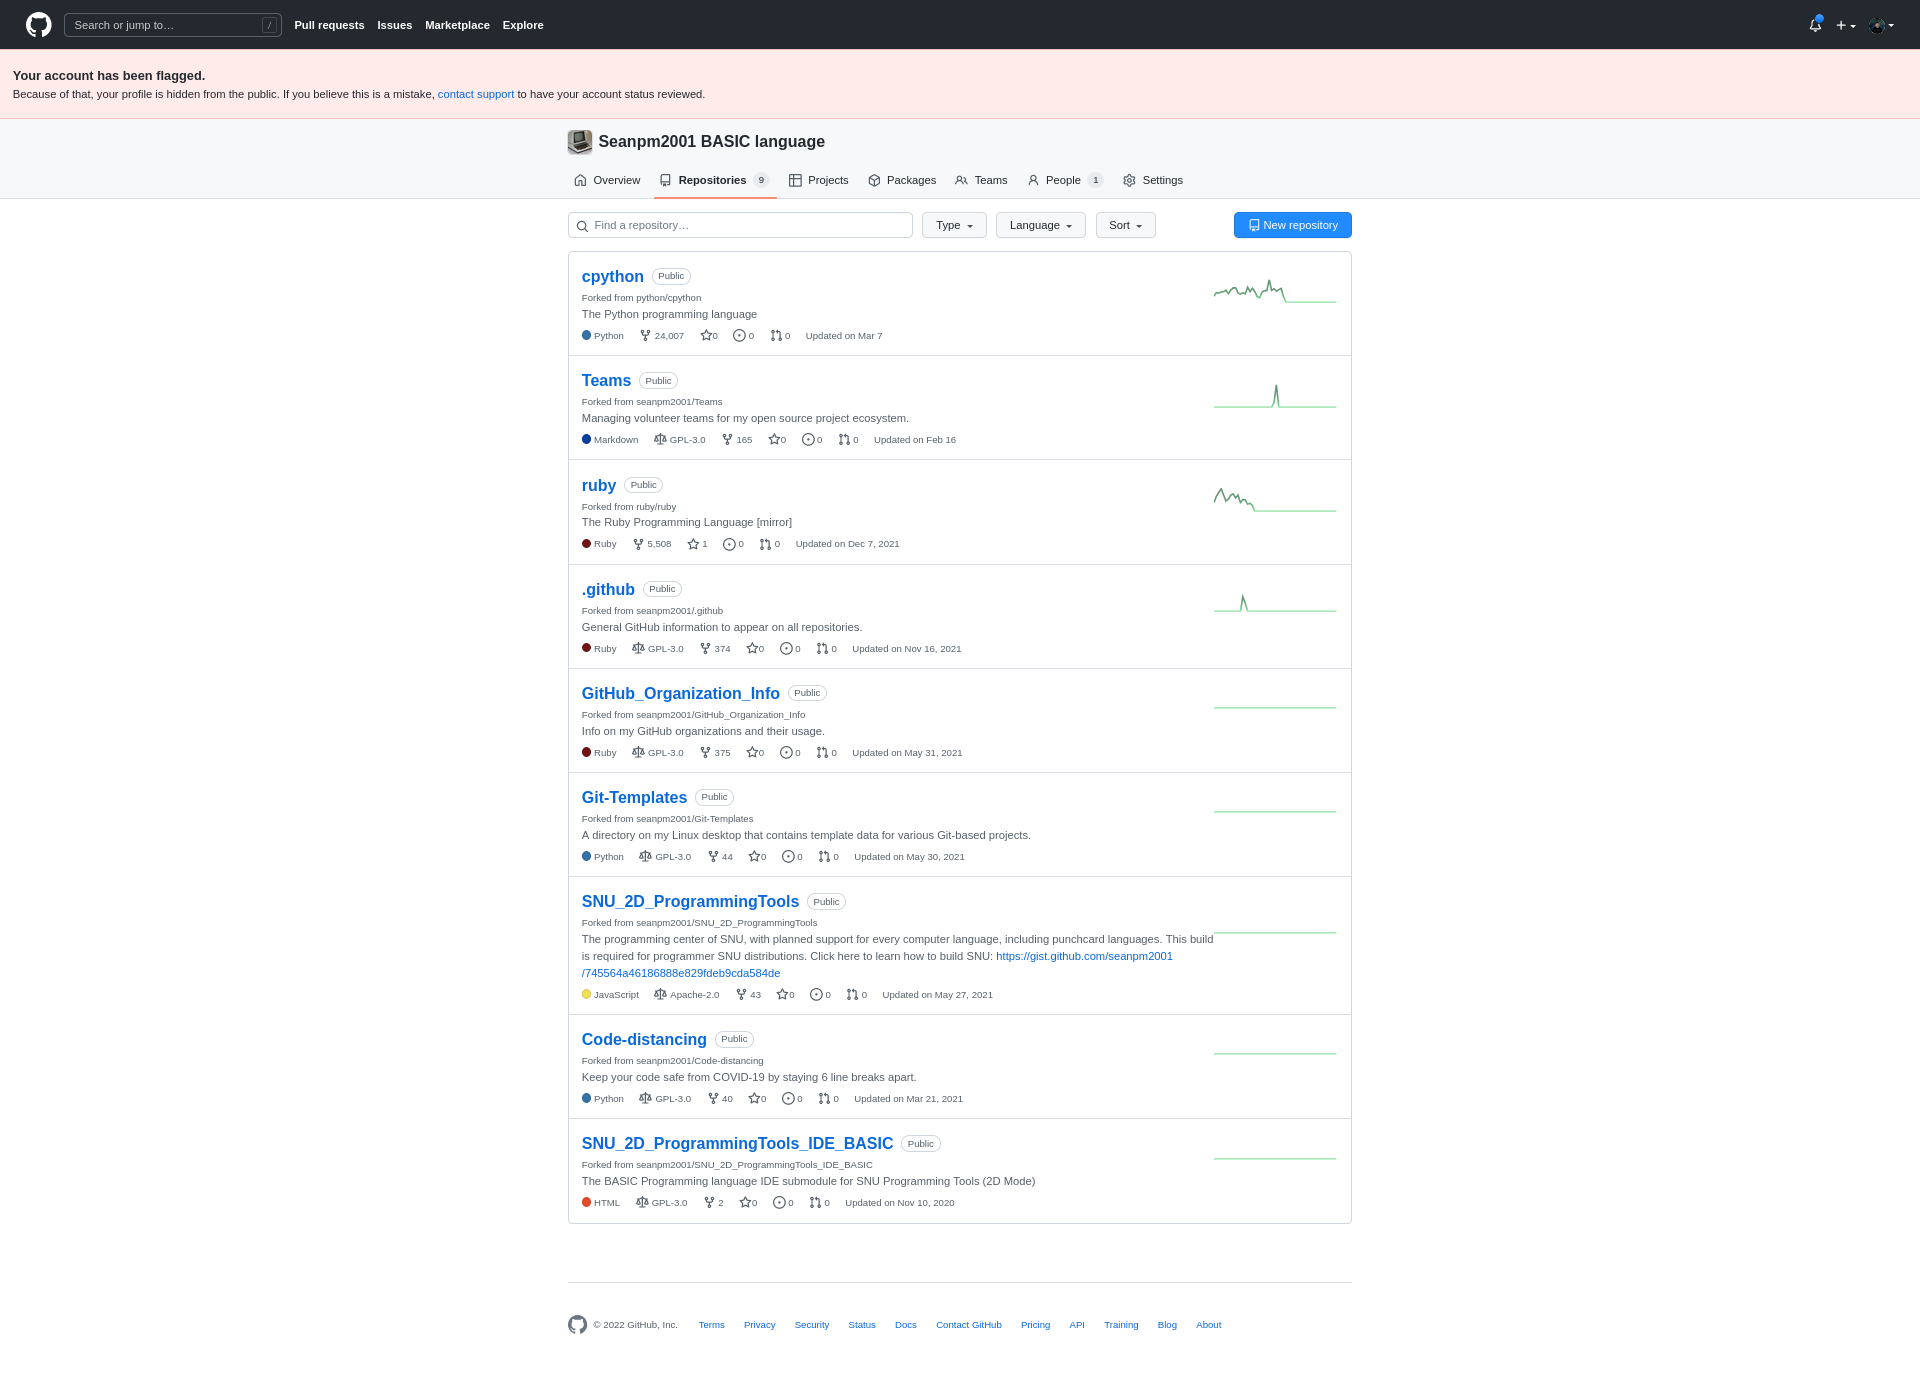 Search or jump to…
/
Pull requests Issues Marketplace Explore
Your account has been flagged.
Because of that, your profile is hidden from the public. If you believe this is a mistake, contact support to have your account status reviewed.
Seanpm2001 BASIC language
Overview Repositories 9 Projects Packages Teams People 1 Settings
Find a repository… Type Language Sort New repository
cpython Public
Forked from python/cpython
The Python programming language
Python 24,007 0 0 0 Updated on Mar 7
Teams Public
Forked from seanpm2001/Teams
Managing volunteer teams for my open source project ecosystem.
Markdown GPL-3.0 165 0 0 0 Updated on Feb 16
ruby Public
Forked from ruby/ruby
The Ruby Programming Language [mirror]
Ruby 5,508 1 0 0 Updated on Dec 7, 2021
.github Public
Forked from seanpm2001/.github
General GitHub information to appear on all repositories.
Ruby GPL-3.0 374 0 0 0 Updated on Nov 16, 2021
GitHub_Organization_Info Public
Forked from seanpm2001/GitHub_Organization_Info
Info on my GitHub organizations and their usage.
Ruby GPL-3.0 375 0 0 0 Updated on May 31, 2021
Git-Templates Public
Forked from seanpm2001/Git-Templates
A directory on my Linux desktop that contains template data for various Git-based projects.
Python GPL-3.0 44 0 0 0 Updated on May 30, 2021
SNU_2D_ProgrammingTools Public
Forked from seanpm2001/SNU_2D_ProgrammingTools
The programming center of SNU, with planned support for every computer language, including punchcard languages. This build
is required for programmer SNU distributions. Click here to learn how to build SNU: https://gist.github.com/seanpm2001
/745564a46186888e829fdeb9cda584de
JavaScript Apache-2.0 43 0 0 0 Updated on May 27, 2021
Code-distancing Public
Forked from seanpm2001/Code-distancing
Keep your code safe from COVID-19 by staying 6 line breaks apart.
Python GPL-3.0 40 0 0 0 Updated on Mar 21, 2021
SNU_2D_ProgrammingTools_IDE_BASIC Public
Forked from seanpm2001/SNU_2D_ProgrammingTools_IDE_BASIC
The BASIC Programming language IDE submodule for SNU Programming Tools (2D Mode)
HTML GPL-3.0 2 0 0 0 Updated on Nov 10, 2020
© 2022 GitHub, Inc. Terms Privacy Security Status Docs Contact GitHub Pricing API Training Blog About